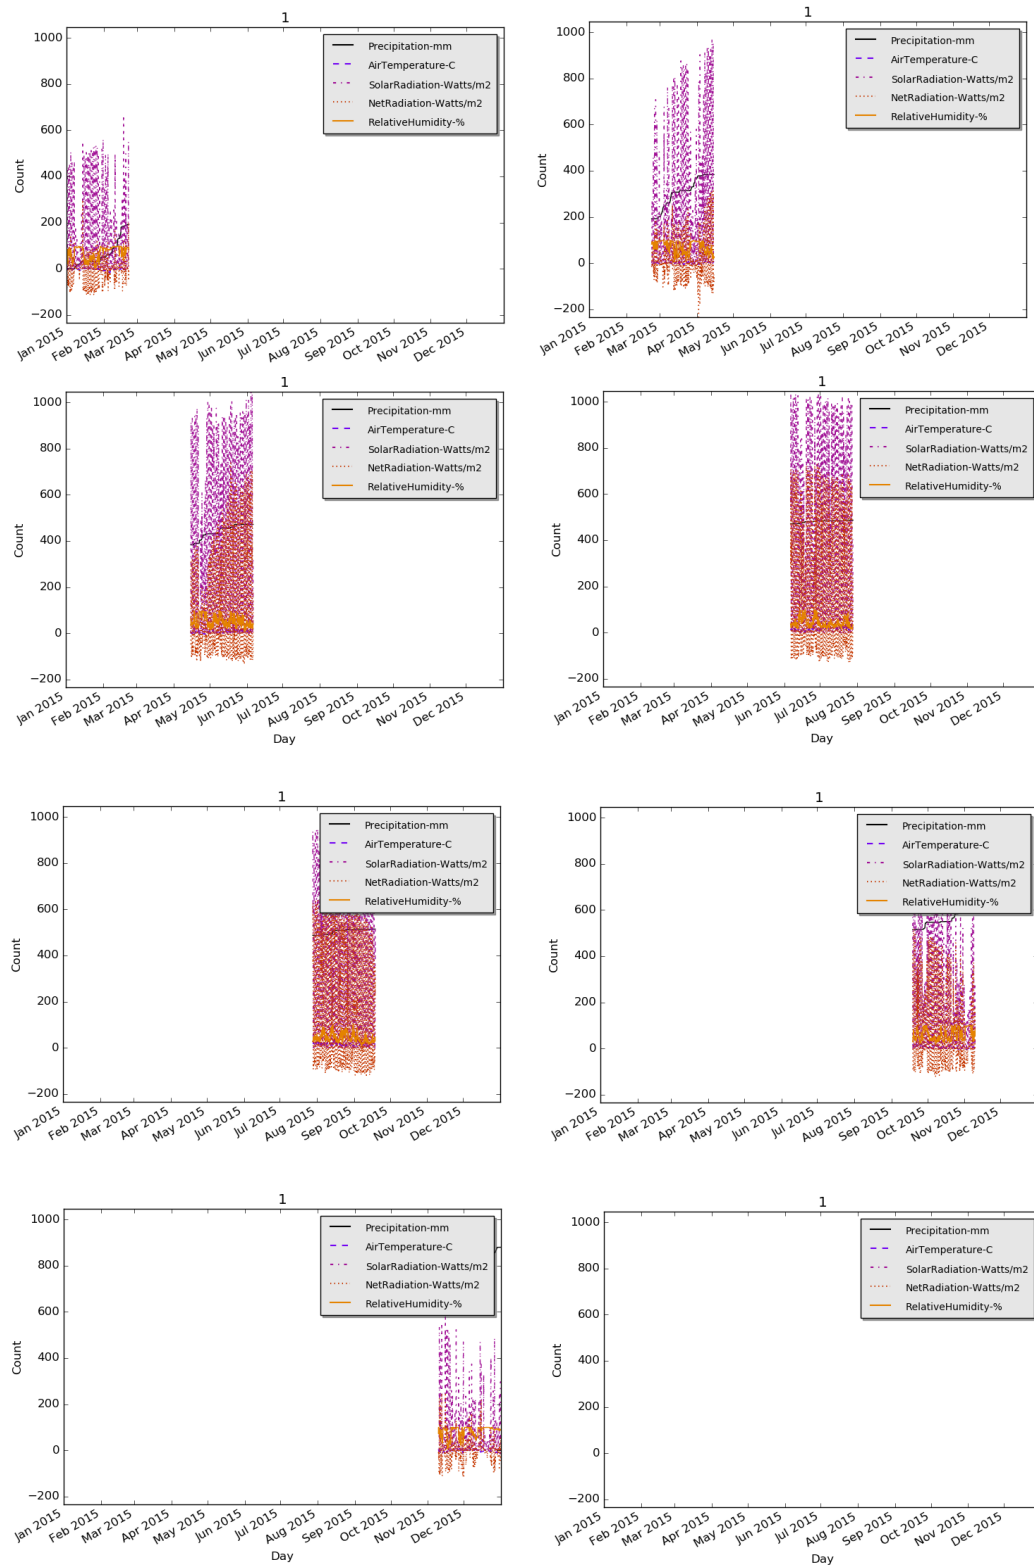 1
1000
800
600
400
200
0
−200
Count
Precipitation-mm
AirTemperature-C
SolarRadiation-Watts/m2
NetRadiation-Watts/m2
RelativeHumidity-%
Jan 2015
Feb 2015
Mar 2015
Apr 2015
May 2015
Jun 2015
Jul 2015
Aug 2015
Sep 2015
Oct 2015
Nov 2015
Dec 2015
1
1000
800
600
400
200
0
−200
Count
Precipitation-mm
AirTemperature-C
SolarRadiation-Watts/m2
NetRadiation-Watts/m2
RelativeHumidity-%
Jan 2015
Feb 2015
Mar 2015
Apr 2015
May 2015
Jun 2015
Jul 2015
Aug 2015
Sep 2015
Oct 2015
Nov 2015
Dec 2015
1
1000
800
600
400
200
0
−200
Count
Precipitation-mm
AirTemperature-C
SolarRadiation-Watts/m2
NetRadiation-Watts/m2
RelativeHumidity-%
Jan 2015
Feb 2015
Mar 2015
Apr 2015
May 2015
Jun 2015
Jul 2015
Aug 2015
Sep 2015
Oct 2015
Nov 2015
Dec 2015
Day
1
1000
800
600
400
200
0
−200
Count
Precipitation-mm
AirTemperature-C
SolarRadiation-Watts/m2
NetRadiation-Watts/m2
RelativeHumidity-%
Jan 2015
Feb 2015
Mar 2015
Apr 2015
May 2015
Jun 2015
Jul 2015
Aug 2015
Sep 2015
Oct 2015
Nov 2015
Dec 2015
Day
1
1000
800
600
400
200
0
−200
Count
Precipitation-mm
AirTemperature-C
SolarRadiation-Watts/m2
NetRadiation-Watts/m2
RelativeHumidity-%
Jan 2015
Feb 2015
Mar 2015
Apr 2015
May 2015
Jun 2015
Jul 2015
Aug 2015
Sep 2015
Oct 2015
Nov 2015
Dec 2015
1
1000
800
600
400
200
0
−200
Count
Precipitation-mm
AirTemperature-C
SolarRadiation-Watts/m2
NetRadiation-Watts/m2
RelativeHumidity-%
Jan 2015
Feb 2015
Mar 2015
Apr 2015
May 2015
Jun 2015
Jul 2015
Aug 2015
Sep 2015
Oct 2015
Nov 2015
Dec 2015
1
1000
800
600
400
200
0
−200
Count
Precipitation-mm
AirTemperature-C
SolarRadiation-Watts/m2
NetRadiation-Watts/m2
RelativeHumidity-%
Jan 2015
Feb 2015
Mar 2015
Apr 2015
May 2015
Jun 2015
Jul 2015
Aug 2015
Sep 2015
Oct 2015
Nov 2015
Dec 2015
Day
1
1000
800
600
400
200
0
−200
Count
Precipitation-mm
AirTemperature-C
SolarRadiation-Watts/m2
NetRadiation-Watts/m2
RelativeHumidity-%
Jan 2015
Feb 2015
Mar 2015
Apr 2015
May 2015
Jun 2015
Jul 2015
Aug 2015
Sep 2015
Oct 2015
Nov 2015
Dec 2015
Day